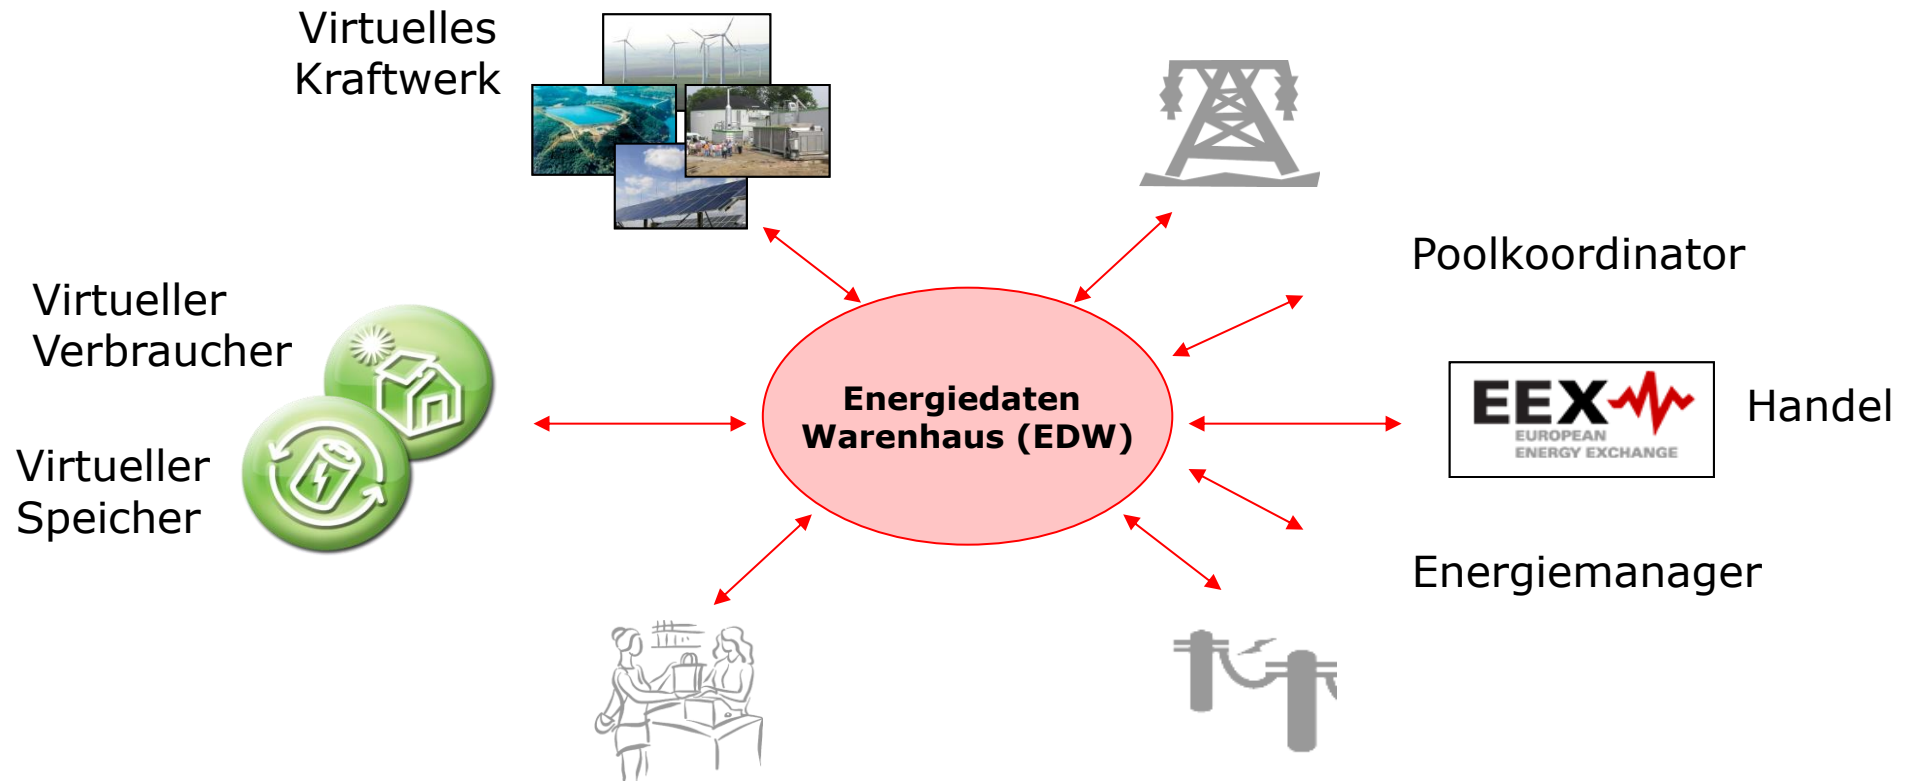 Virtuelles
Kraftwerk
Poolkoordinator
Virtueller
Verbraucher
Energiedaten
Warenhaus (EDW)
EEX
EUROPEAN
ENERGY EXCHANGE
Handel
Virtueller
Speicher
Energiemanager